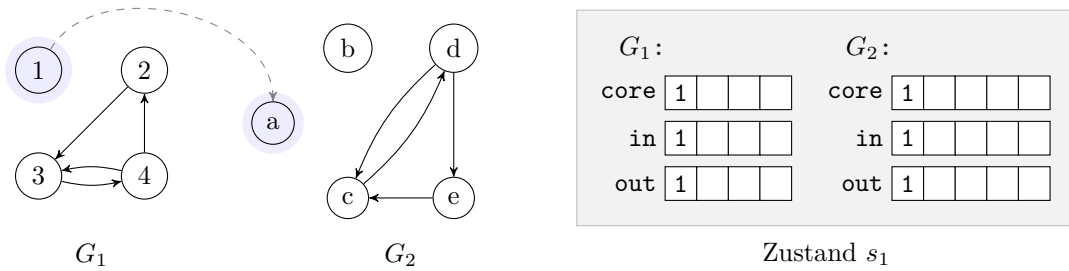 1
2
3
4
a
b
c
d
e
G₁
G₂
G₁: G₂:
core 1 core 1
in 1 in 1
out 1 out 1
Zustand s₁